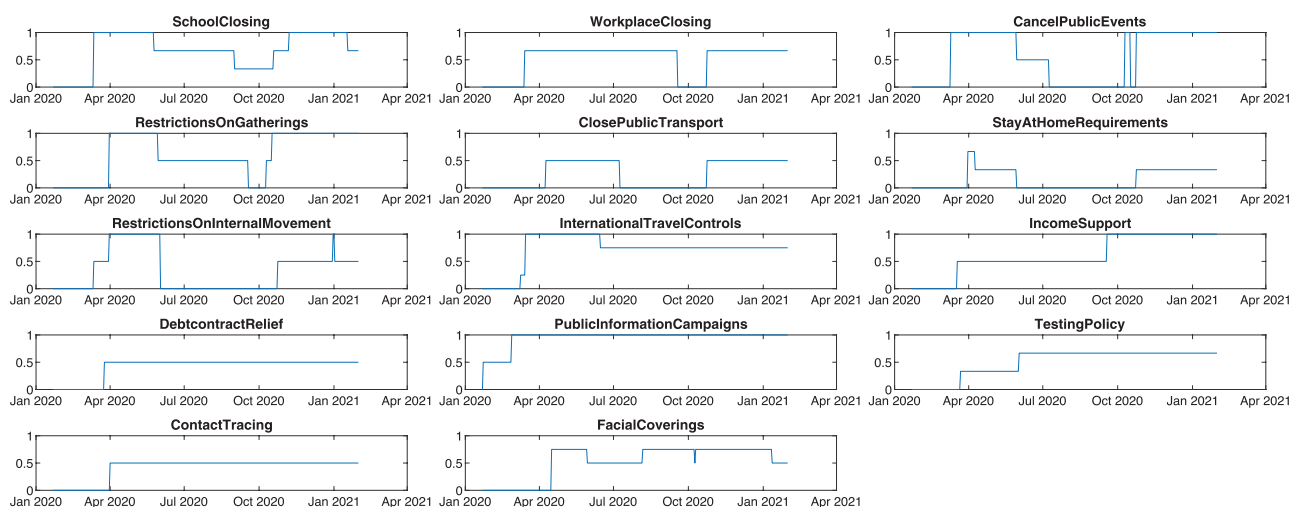 SchoolClosing
1
0.5
0
Jan 2020 Apr 2020 Jul 2020 Oct 2020 Jan 2021 Apr 2021
WorkplaceClosing
1
0.5
0
Jan 2020 Apr 2020 Jul 2020 Oct 2020 Jan 2021 Apr 2021
CancelPublicEvents
1
0.5
0
Jan 2020 Apr 2020 Jul 2020 Oct 2020 Jan 2021 Apr 2021
RestrictionsOnGatherings
1
0.5
0
Jan 2020 Apr 2020 Jul 2020 Oct 2020 Jan 2021 Apr 2021
ClosePublicTransport
1
0.5
0
Jan 2020 Apr 2020 Jul 2020 Oct 2020 Jan 2021 Apr 2021
StayAtHomeRequirements
1
0.5
0
Jan 2020 Apr 2020 Jul 2020 Oct 2020 Jan 2021 Apr 2021
RestrictionsOnInternalMovement
1
0.5
0
Jan 2020 Apr 2020 Jul 2020 Oct 2020 Jan 2021 Apr 2021
InternationalTravelControls
1
0.5
0
Jan 2020 Apr 2020 Jul 2020 Oct 2020 Jan 2021 Apr 2021
IncomeSupport
1
0.5
0
Jan 2020 Apr 2020 Jul 2020 Oct 2020 Jan 2021 Apr 2021
DebtcontractRelief
1
0.5
0
Jan 2020 Apr 2020 Jul 2020 Oct 2020 Jan 2021 Apr 2021
PublicInformationCampaigns
1
0.5
0
Jan 2020 Apr 2020 Jul 2020 Oct 2020 Jan 2021 Apr 2021
TestingPolicy
1
0.5
0
Jan 2020 Apr 2020 Jul 2020 Oct 2020 Jan 2021 Apr 2021
ContactTracing
1
0.5
0
Jan 2020 Apr 2020 Jul 2020 Oct 2020 Jan 2021 Apr 2021
FacialCoverings
1
0.5
0
Jan 2020 Apr 2020 Jul 2020 Oct 2020 Jan 2021 Apr 2021